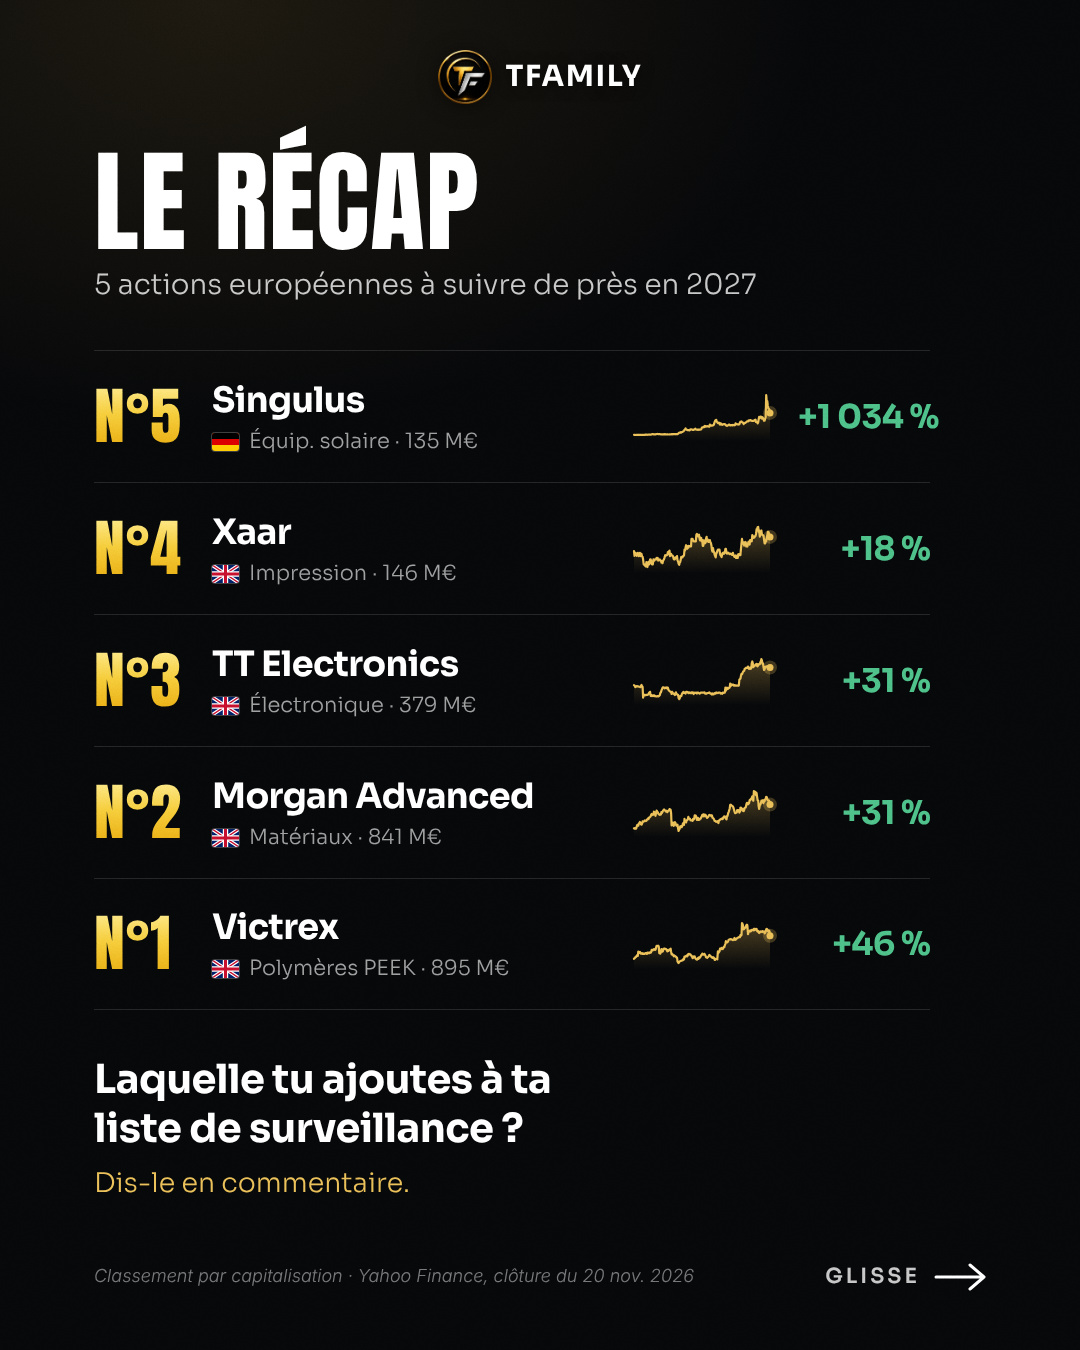 TF TFAMILY
LE RÉCAP
5 actions européennes à suivre de près en 2027
N°5 Singulus +1 034 %
Équip. solaire · 135 M€
N°4 Xaar +18 %
Impression · 146 M€
N°3 TT Electronics +31 %
Électronique · 379 M€
N°2 Morgan Advanced +31 %
Matériaux · 841 M€
N°1 Victrex +46 %
Polymères PEEK · 895 M€
Laquelle tu ajoutes à ta
liste de surveillance ?
Dis-le en commentaire.
Classement par capitalisation · Yahoo Finance, clôture du 20 nov. 2026 GLISSE